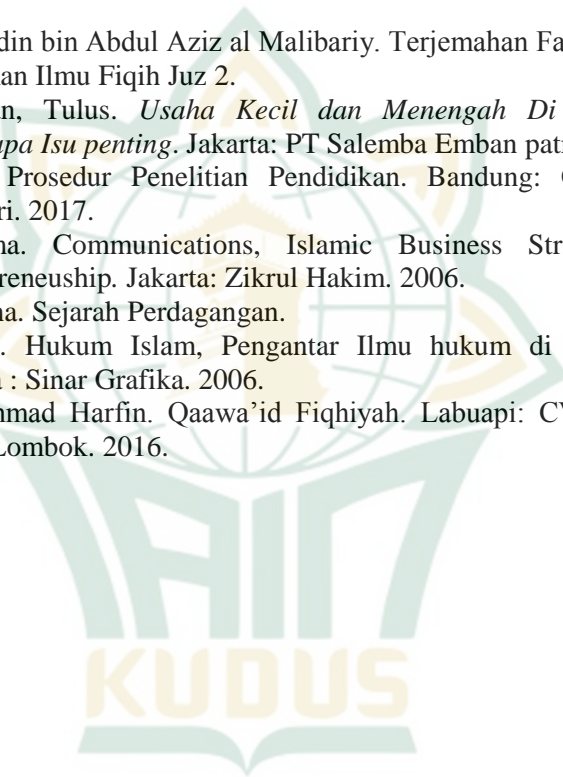 din bin Abdul Aziz al Malibariy. Terjemahan Fa
an Ilmu Fiqih Juz 2.
an, Tulus. Usaha Kecil dan Menengah Di
apa Isu penting. Jakarta: PT Salemba Emban pat
Prosedur Penelitian Pendidikan. Bandung:
ri. 2017.
na. Communications, Islamic Business Str
reneuship. Jakarta: Zikrul Hakim. 2006.
na. Sejarah Perdagangan.
. Hukum Islam, Pengantar Ilmu hukum di
: Sinar Grafika. 2006.
mad Harfin. Qaawa’id Fiqhiyah. Labuapi: CV
Lombok. 2016.
IAIN
KUDUS